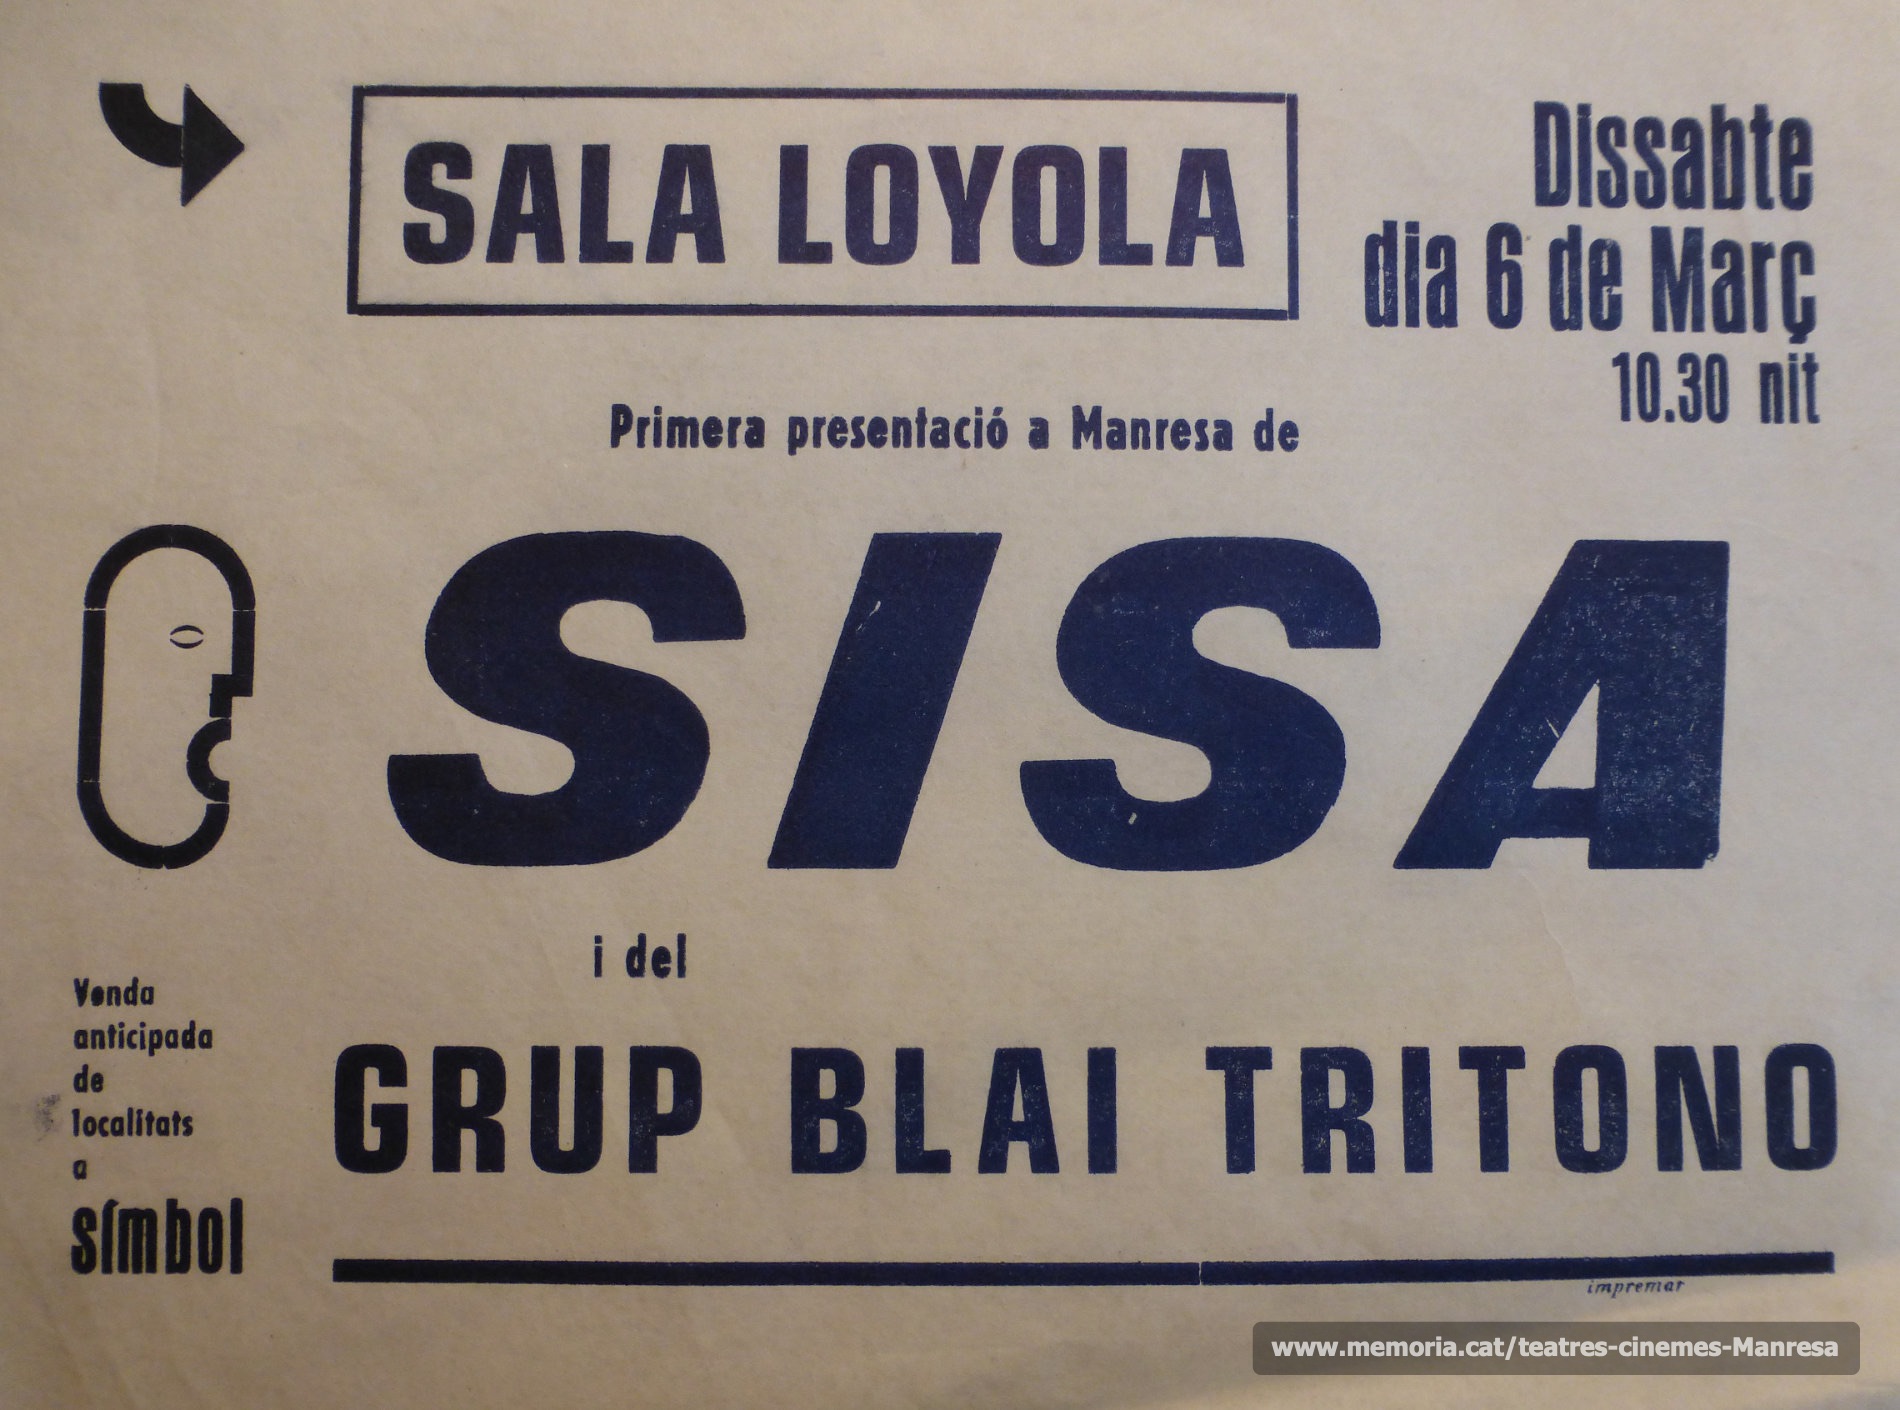 SALA LOYOLA
Dissabte
dia 6 de Març
10.30 nit
Primera presentació a Manresa de
SISA
i del
GRUP BLAI TRITONO
Venda
anticipada
de
localitats
a
símbol
impremar
www.memoria.cat/teatres-cinemes-Manresa